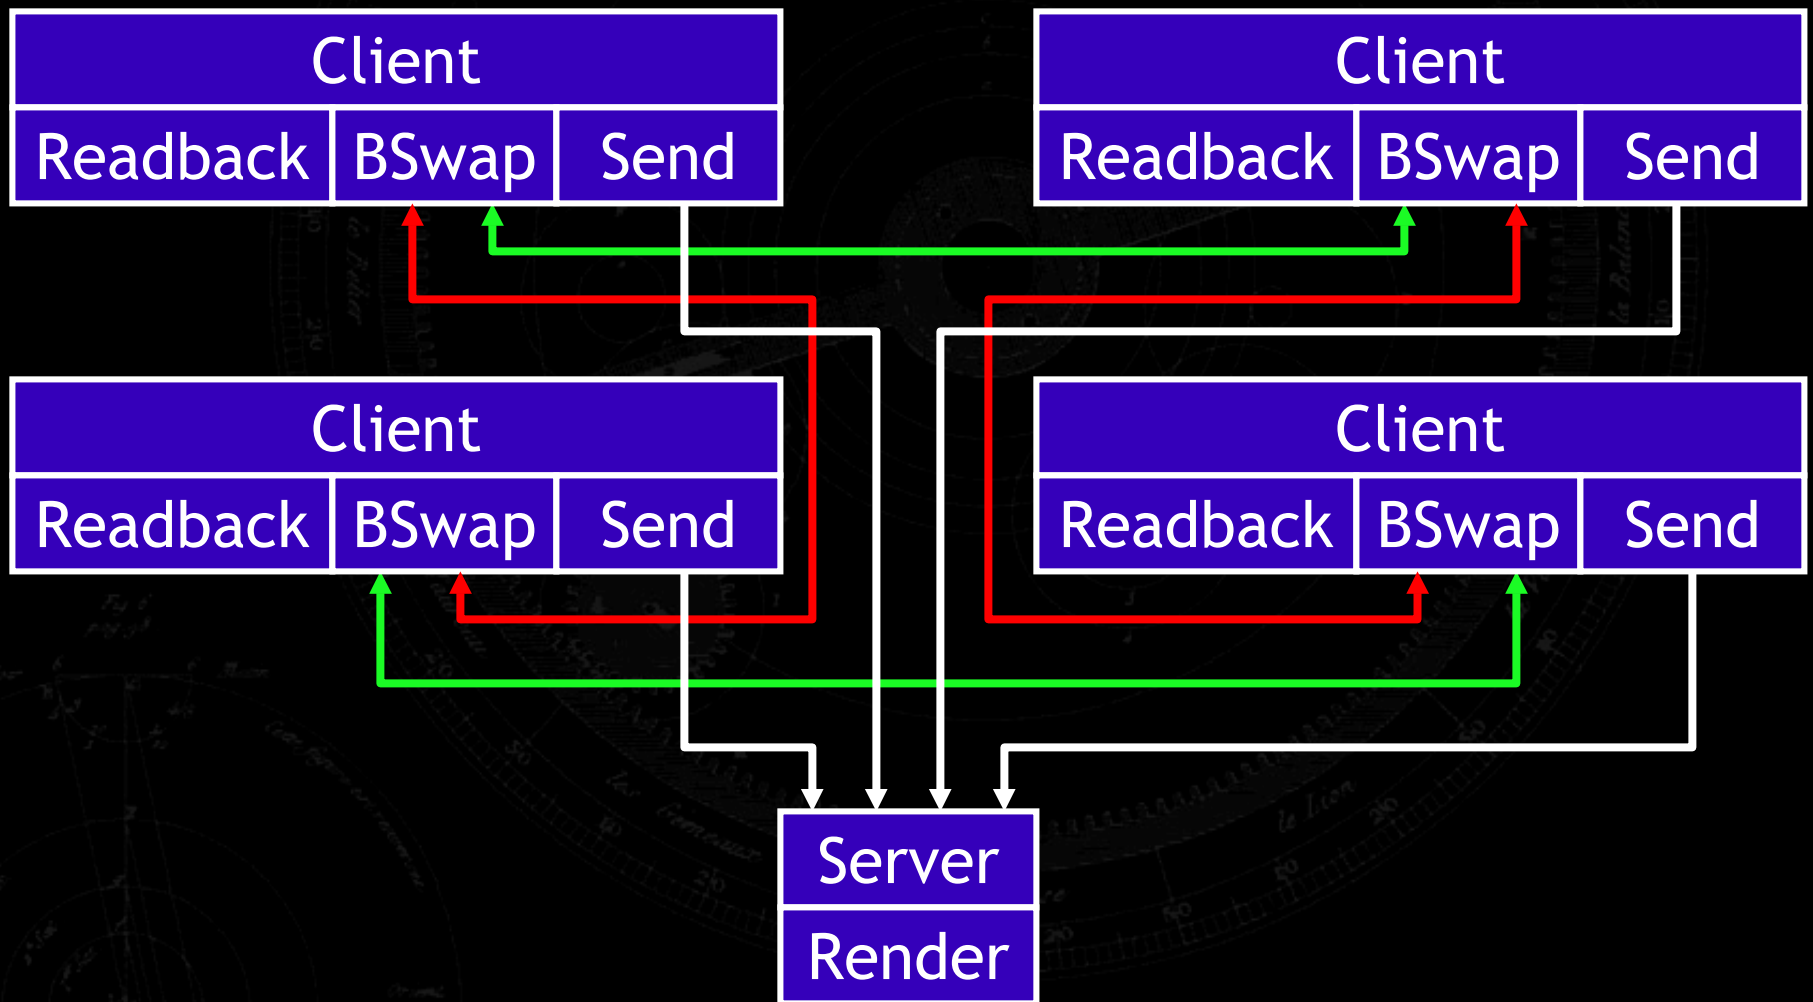 Client
Readback BSwap Send
Client
Readback BSwap Send
Client
Readback BSwap Send
Client
Readback BSwap Send
Server
Render